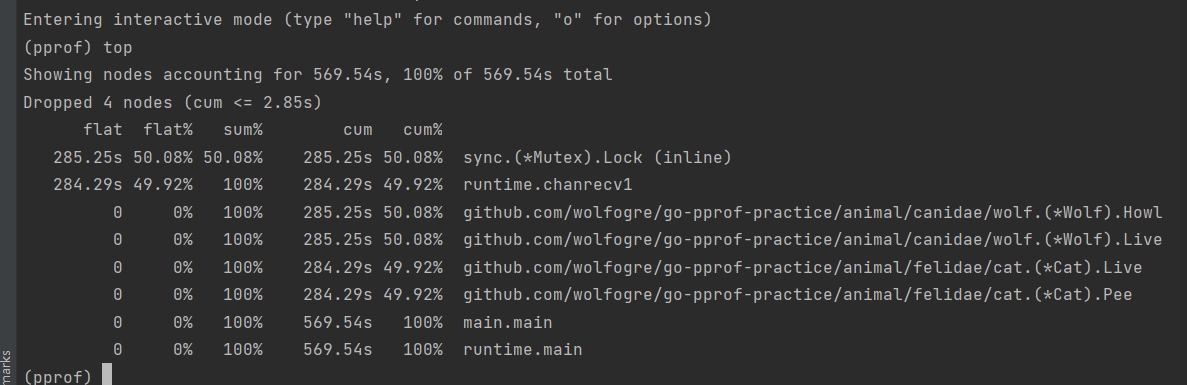 Entering interactive mode (type "help" for commands, "o" for options)
(pprof) top
Showing nodes accounting for 569.54s, 100% of 569.54s total
Dropped 4 nodes (cum <= 2.85s)
      flat  flat%   sum%        cum   cum%
   285.25s 50.08% 50.08%    285.25s 50.08%  sync.(*Mutex).Lock (inline)
   284.29s 49.92%   100%    284.29s 49.92%  runtime.chanrecv1
         0     0%   100%    285.25s 50.08%  github.com/wolfogre/go-pprof-practice/animal/canidae/wolf.(*Wolf).Howl
         0     0%   100%    285.25s 50.08%  github.com/wolfogre/go-pprof-practice/animal/canidae/wolf.(*Wolf).Live
         0     0%   100%    284.29s 49.92%  github.com/wolfogre/go-pprof-practice/animal/felidae/cat.(*Cat).Live
         0     0%   100%    284.29s 49.92%  github.com/wolfogre/go-pprof-practice/animal/felidae/cat.(*Cat).Pee
         0     0%   100%    569.54s   100%  main.main
         0     0%   100%    569.54s   100%  runtime.main
(pprof)
marks